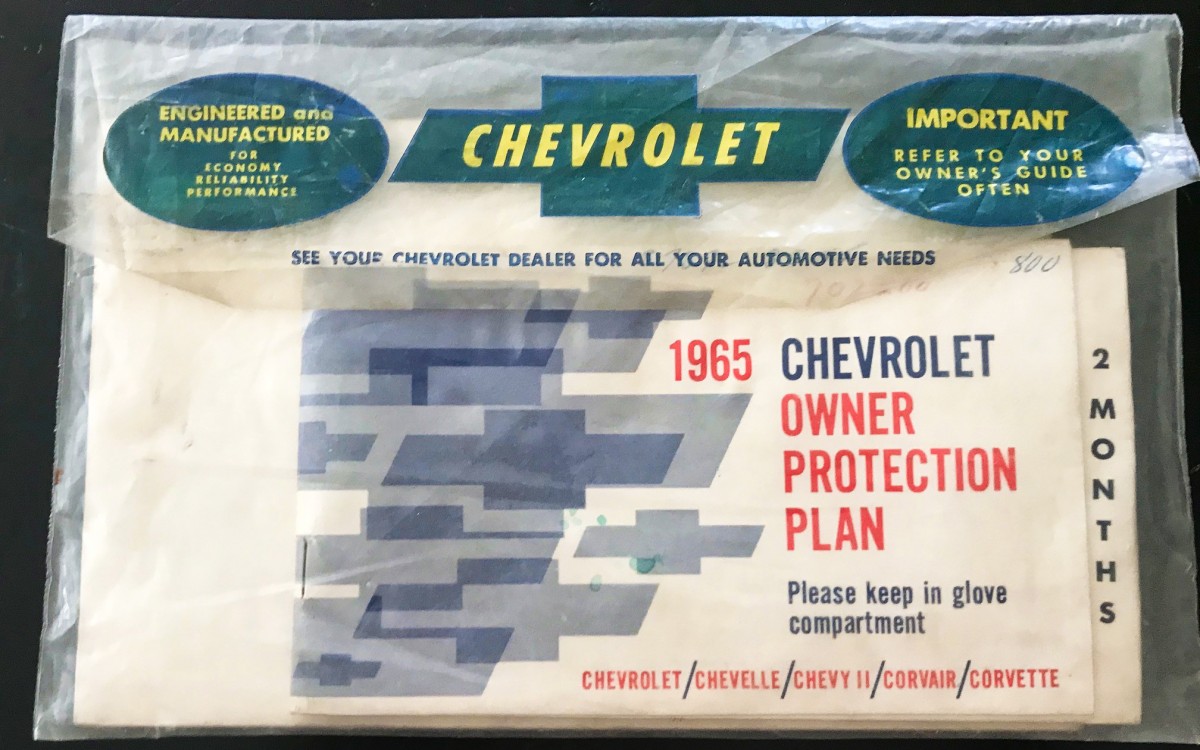 ENGINEERED and
MANUFACTURED
FOR
ECONOMY
RELIABILITY
PERFORMANCE
CHEVROLET
IMPORTANT
REFER TO YOUR
OWNER'S GUIDE
OFTEN
SEE YOUR CHEVROLET DEALER FOR ALL YOUR AUTOMOTIVE NEEDS
800
1965 CHEVROLET
OWNER
PROTECTION
PLAN
Please keep in glove
compartment
CHEVROLET/CHEVELLE/CHEVY II/CORVAIR/CORVETTE
2 MONTHS